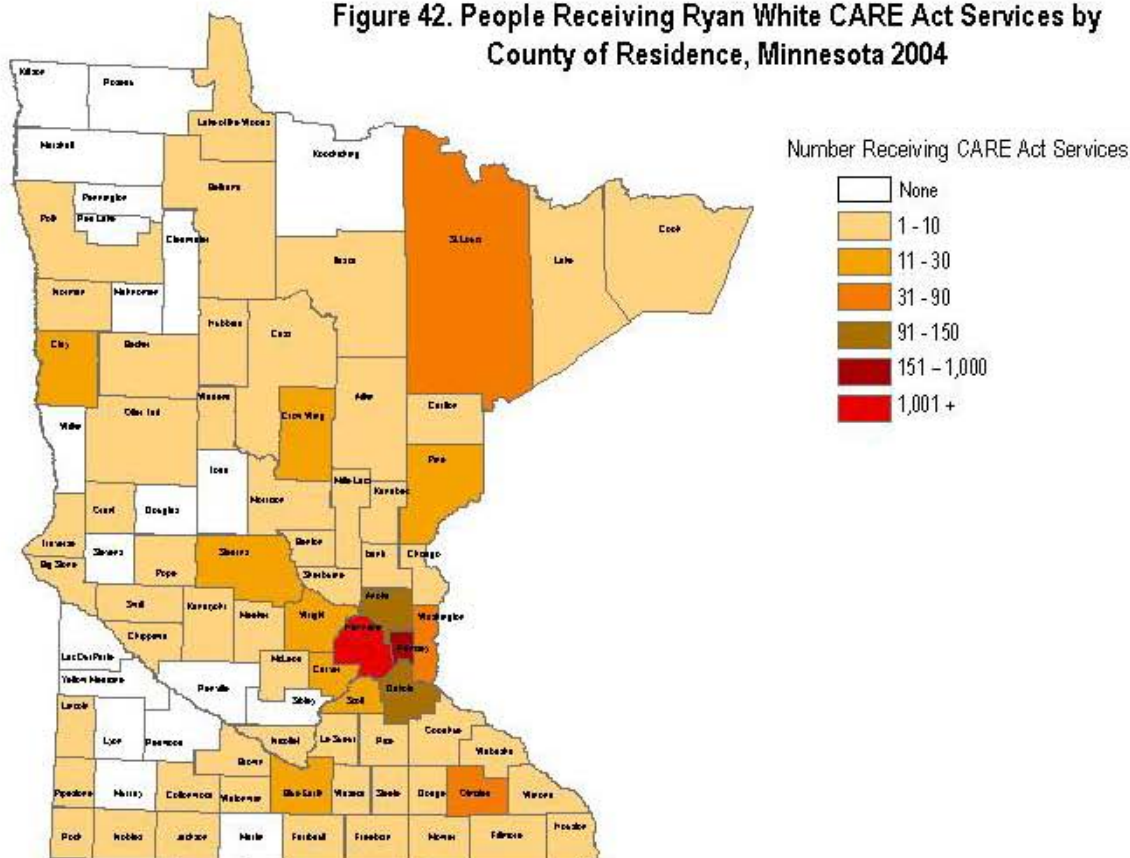 Figure 42. People Receiving Ryan White CARE Act Services by
County of Residence, Minnesota 2004
Number Receiving CARE Act Services
None
1 - 10
11 - 30
31 - 90
91 - 150
151 - 1,000
1,001 +
Kittson
Roseau
Lake of the Woods
Marshall
Koochiching
Beltrami
Pennington
Polk
Red Lake
Clearwater
St. Louis
Cook
Lake
Itasca
Norman
Mahnomen
Hubbard
Cass
Clay
Becker
Wadena
Aitkin
Carlton
Otter Tail
Crow Wing
Wilkin
Pine
Todd
Mille Lacs
Kanabec
Morrison
Grant
Douglas
Traverse
Stevens
Stearns
Benton
Isanti
Chisago
Big Stone
Pope
Sherburne
Anoka
Swift
Kandiyohi
Meeker
Wright
Washington
Hennepin
Chippewa
Ramsey
Lac Qui Parle
McLeod
Carver
Yellow Medicine
Renville
Dakota
Sibley
Scott
Lincoln
Lyon
Redwood
Nicollet
Le Sueur
Rice
Goodhue
Wabasha
Brown
Pipestone
Murray
Cottonwood
Watonwan
Blue Earth
Waseca
Steele
Dodge
Olmsted
Winona
Rock
Nobles
Jackson
Martin
Faribault
Freeborn
Mower
Fillmore
Houston